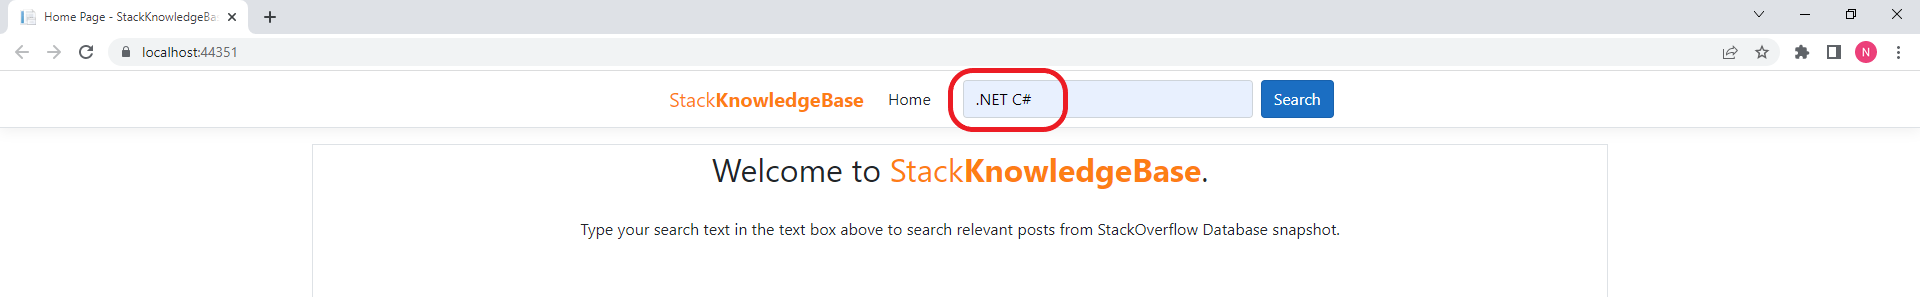 Home Page - StackKnowledgeBa
localhost:44351
N
StackKnowledgeBase Home .NET C# Search
Welcome to StackKnowledgeBase.
Type your search text in the text box above to search relevant posts from StackOverflow Database snapshot.